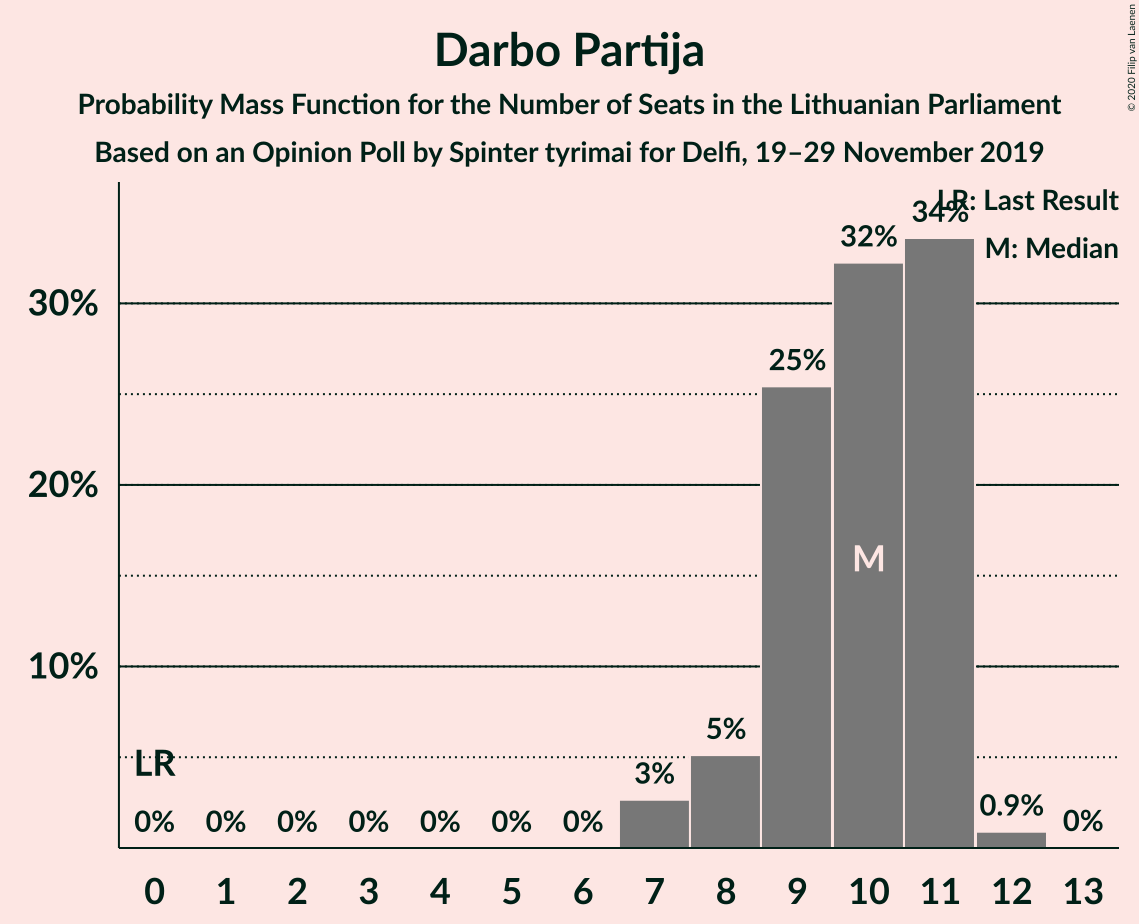 Darbo Partija
Probability Mass Function for the Number of Seats in the Lithuanian Parliament
Based on an Opinion Poll by Spinter tyrimai for Delfi, 19–29 November 2019
© 2020 Filip van Laenen
LR: Last Result
M: Median
34%
32%
30%
25%
20%
M
10%
5%
LR
3%
0% 0% 0% 0% 0% 0% 0% 0.9% 0%
0 1 2 3 4 5 6 7 8 9 10 11 12 13